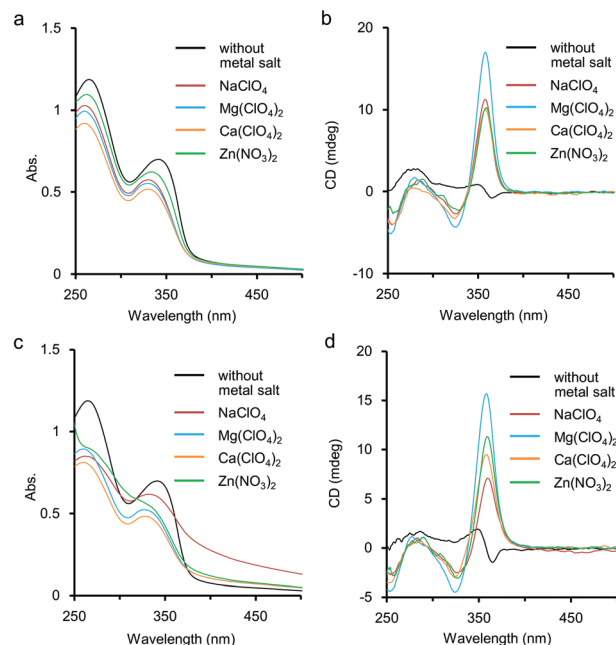 a
1.5
1
0.5
0
Abs.
250
350
450
Wavelength (nm)
without
metal salt
NaClO4
Mg(ClO4)2
Ca(ClO4)2
Zn(NO3)2
b
20
10
0
-10
CD (mdeg)
250
350
450
Wavelength (nm)
without
metal salt
NaClO4
Mg(ClO4)2
Ca(ClO4)2
Zn(NO3)2
c
1.5
1
0.5
0
Abs.
250
350
450
Wavelength (nm)
without
metal salt
NaClO4
Mg(ClO4)2
Ca(ClO4)2
Zn(NO3)2
d
20
15
10
5
0
-5
CD (mdeg)
250
350
450
Wavelength (nm)
without
metal salt
NaClO4
Mg(ClO4)2
Ca(ClO4)2
Zn(NO3)2